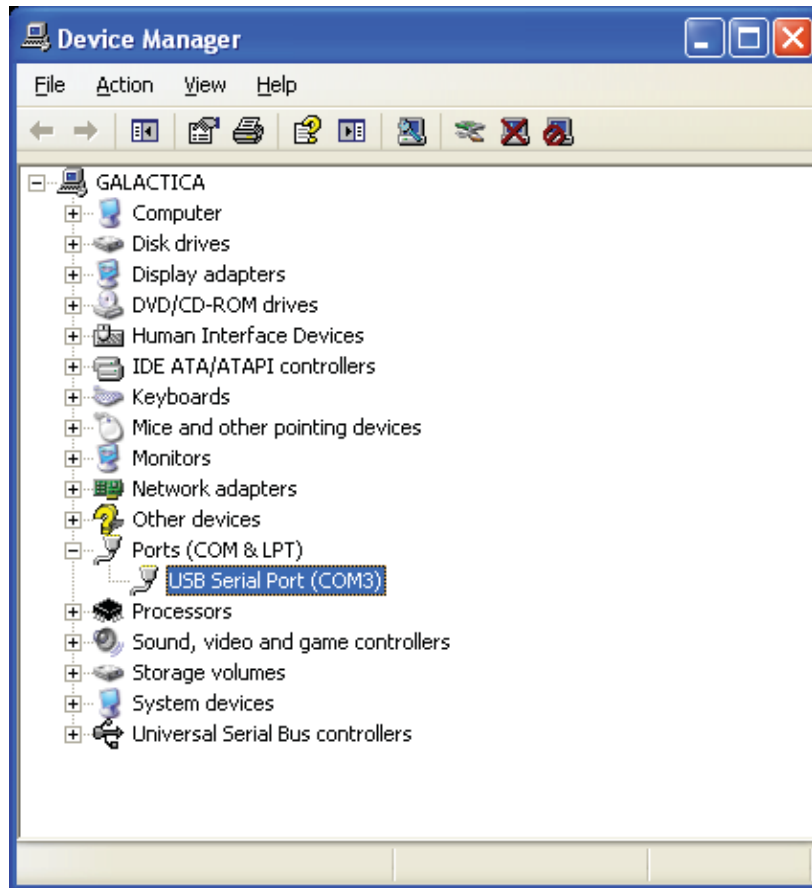 Device Manager
File Action View Help
GALACTICA
Computer
Disk drives
Display adapters
DVD/CD-ROM drives
Human Interface Devices
IDE ATA/ATAPI controllers
Keyboards
Mice and other pointing devices
Monitors
Network adapters
Other devices
Ports (COM & LPT)
USB Serial Port (COM3)
Processors
Sound, video and game controllers
Storage volumes
System devices
Universal Serial Bus controllers